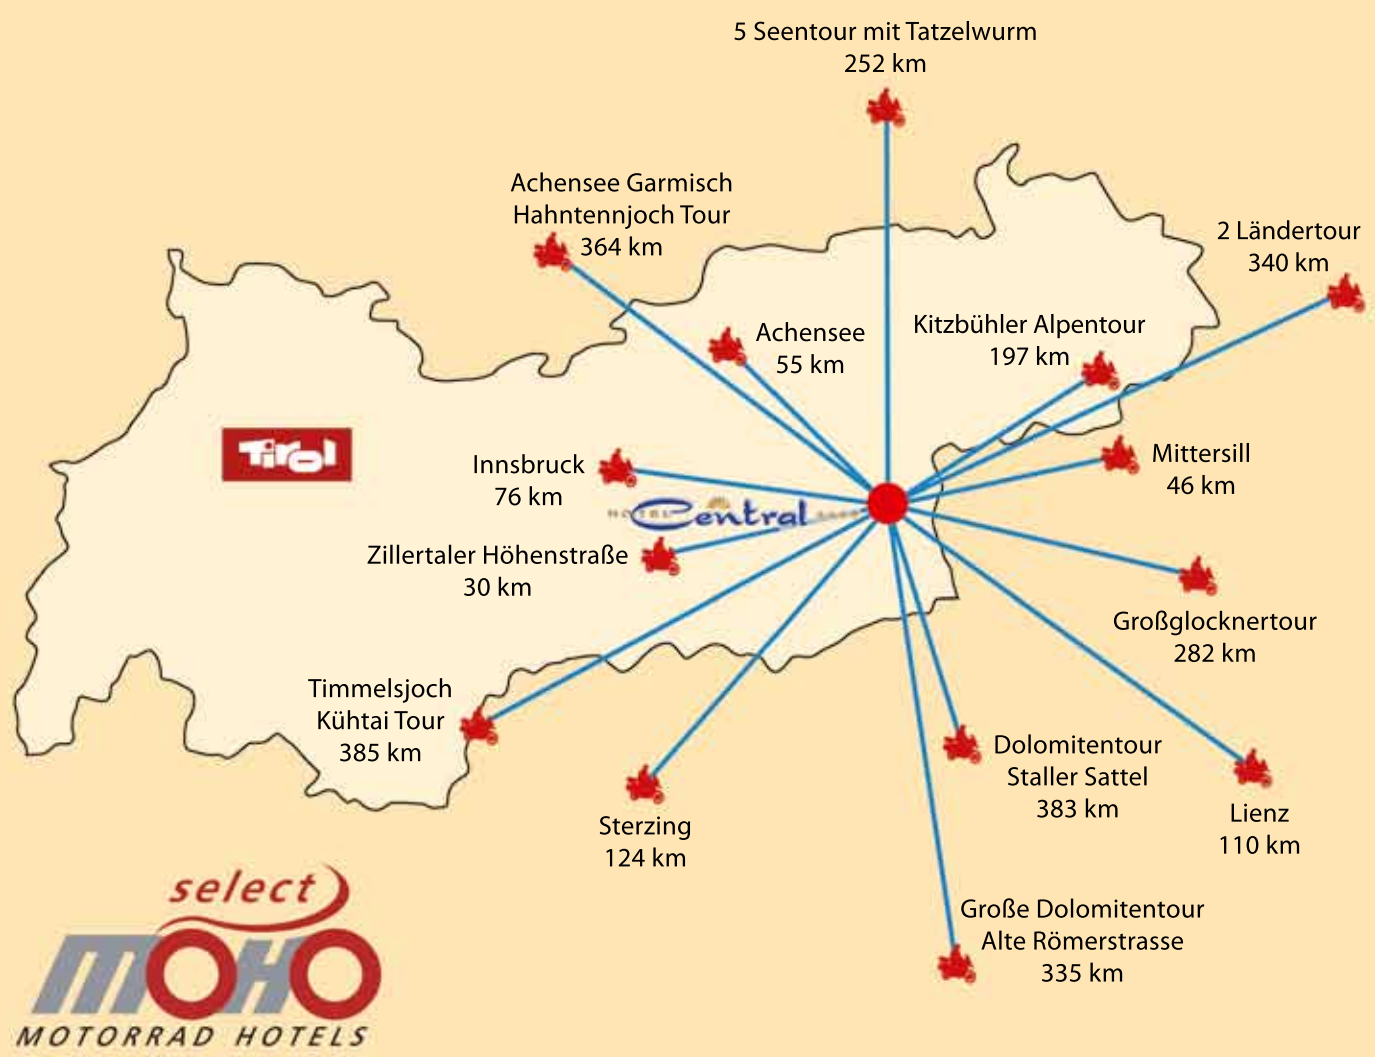 5 Seentour mit Tatzelwurm
252 km
Achensee Garmisch
Hahntennjoch Tour
364 km
2 Ländertour
340 km
Achensee
55 km
Kitzbühler Alpentour
197 km
Tirol
Innsbruck
76 km
Mittersill
46 km
HOTEL Central
Zillertaler Höhenstraße
30 km
Großglocknertour
282 km
Timmelsjoch
Kühtai Tour
385 km
Dolomitentour
Staller Sattel
383 km
Sterzing
124 km
Lienz
110 km
Große Dolomitentour
Alte Römerstrasse
335 km
select
MOHO
MOTORRAD HOTELS